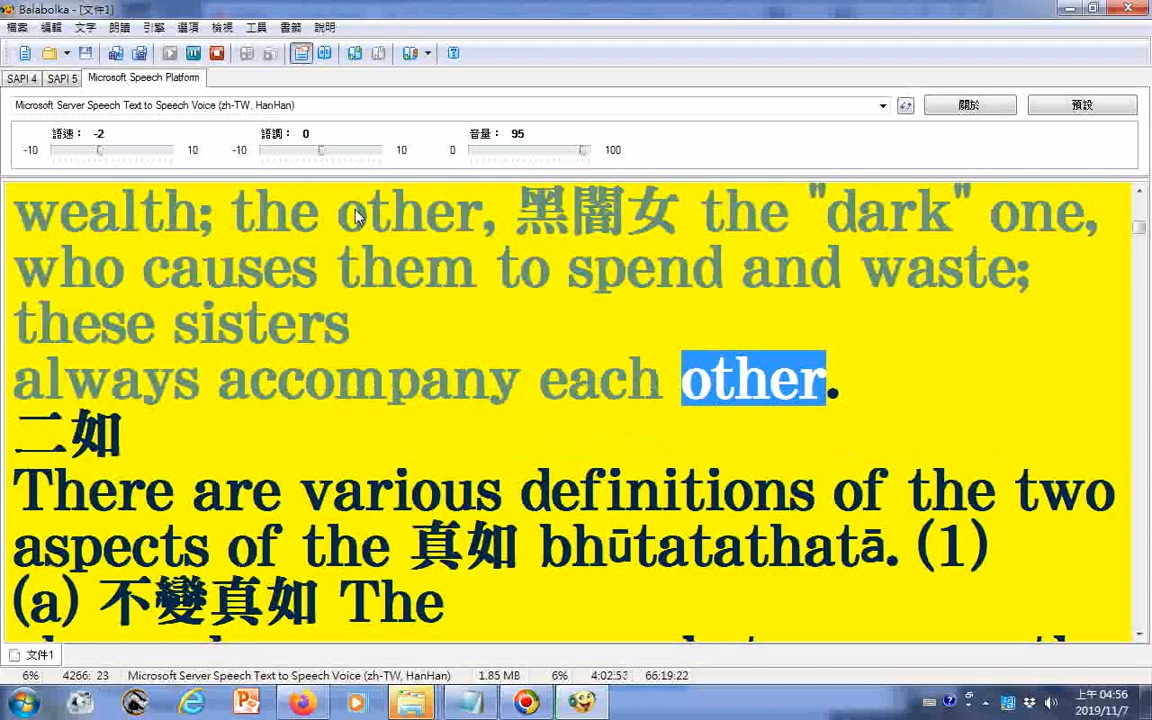 Balabolka - [文件1]
檔案 編輯 文字 朗讀 引擎 選項 檢視 工具 書籤 說明
SAPI 4 SAPI 5 Microsoft Speech Platform
Microsoft Server Speech Text to Speech Voice (zh-TW, HanHan) 關於 預設
語速： -2 語調： 0 音量： 95
-10 10 -10 10 0 100
wealth; the other, 黑闇女 the "dark" one,
who causes them to spend and waste;
these sisters
always accompany each other.
二如
There are various definitions of the two
aspects of the 真如 bhūtatathatā. (1)
(a) 不變真如 The
文件1
6% 4266: 23 Microsoft Server Speech Text to Speech Voice (zh-TW, HanHan) 1.85 MB 6% 4:02:53 66:19:22
上午 04:56
2019/11/7